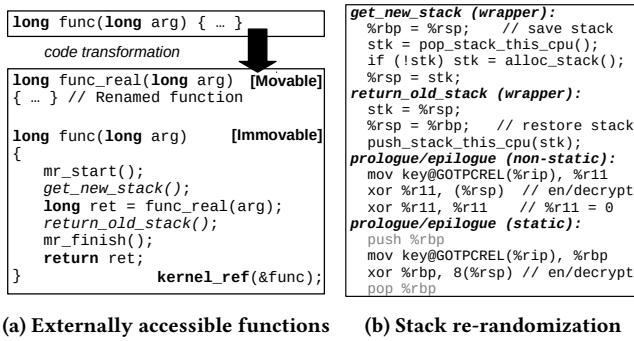 long func(long arg) { … }
code transformation
long func_real(long arg) [Movable]
{ … } // Renamed function
long func(long arg) [Immovable]
{
mr_start();
get_new_stack();
long ret = func_real(arg);
return_old_stack();
mr_finish();
return ret;
} kernel_ref(&func);
(a) Externally accessible functions
get_new_stack (wrapper):
%rbp = %rsp; // save stack
stk = pop_stack_this_cpu();
if (!stk) stk = alloc_stack();
%rsp = stk;
return_old_stack (wrapper):
stk = %rsp;
%rsp = %rbp; // restore stack
push_stack_this_cpu(stk);
prologue/epilogue (non-static):
mov key@GOTPCREL(%rip), %r11
xor %r11, (%rsp) // en/decrypt
xor %r11, %r11 // %r11 = 0
prologue/epilogue (static):
push %rbp
mov key@GOTPCREL(%rip), %rbp
xor %rbp, 8(%rsp) // en/decrypt
pop %rbp
(b) Stack re-randomization